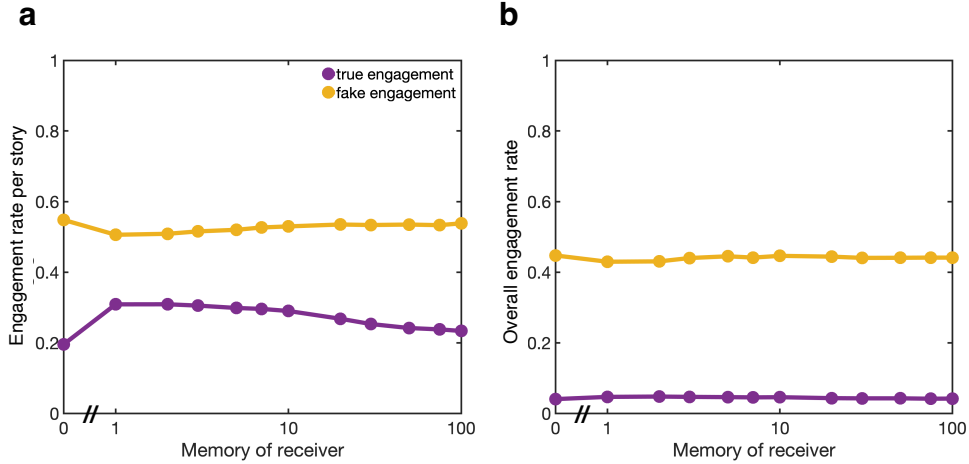 a
Engagement rate per story
1
0.8
0.6
0.4
0.2
0
true engagement
fake engagement
0 1 10 100
Memory of receiver
b
Overall engagement rate
1
0.8
0.6
0.4
0.2
0
0 1 10 100
Memory of receiver